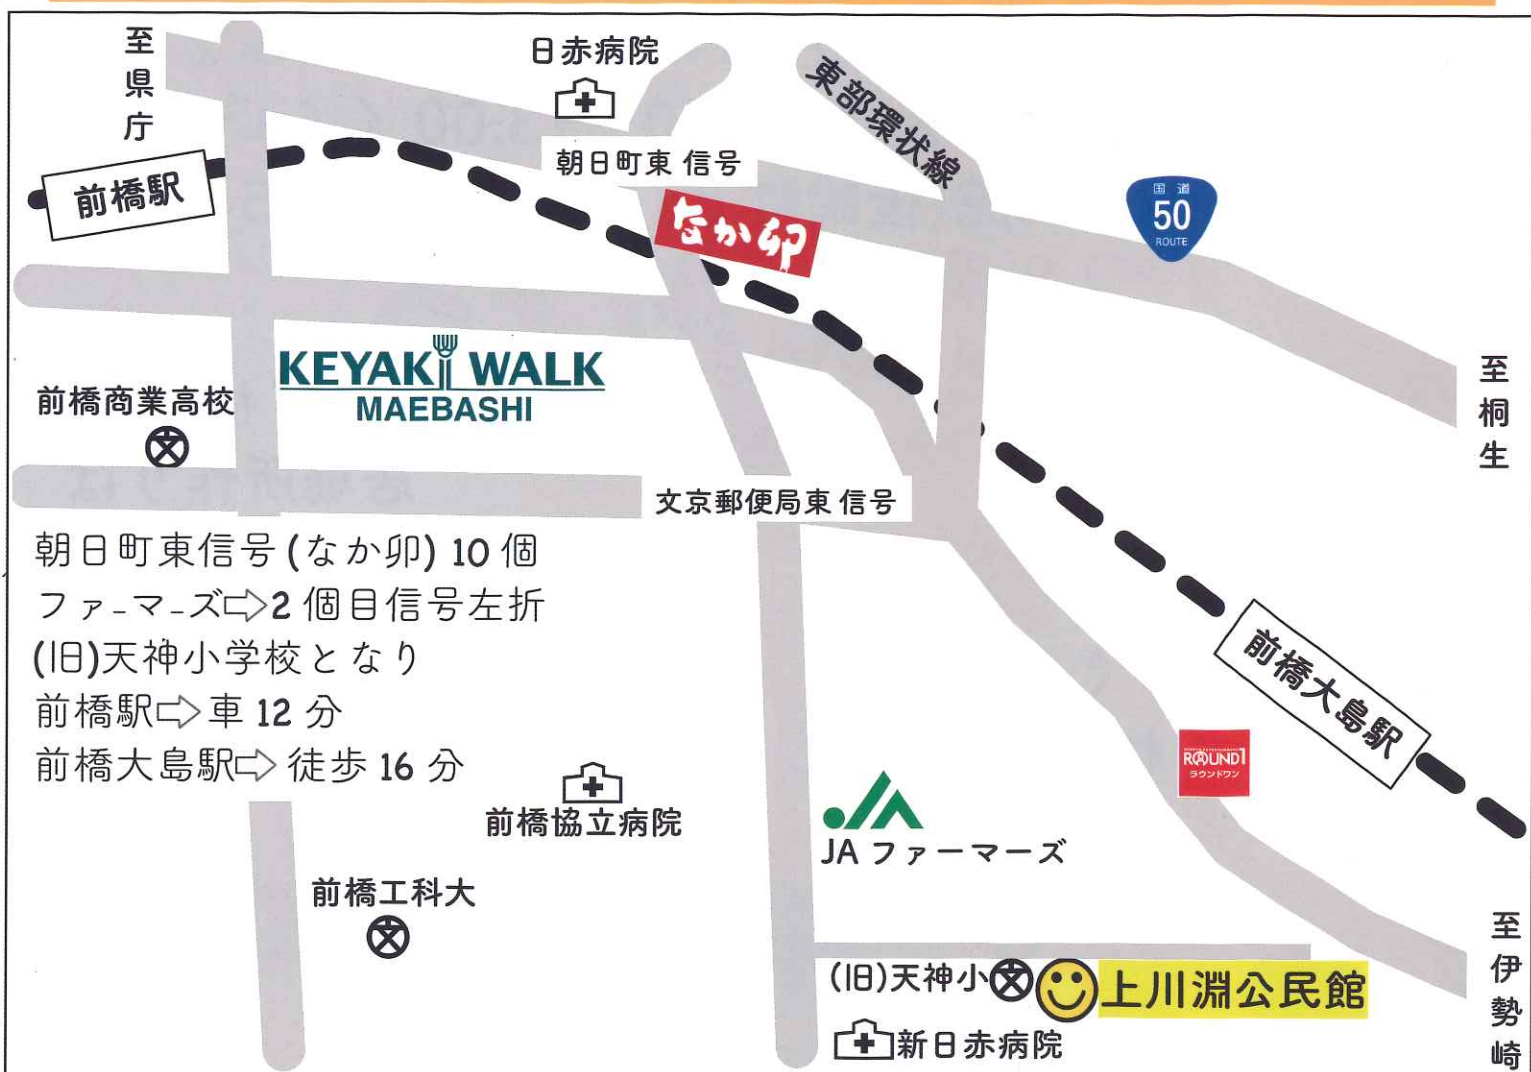 至県庁
日赤病院
東部環状線
朝日町東 信号
前橋駅
なか卯
国道
50
ROUTE
KEYAKI WALK
MAEBASHI
至桐生
前橋商業高校
文
文京郵便局東 信号
朝日町東信号(なか卯) 10 個
ファ-マ-ズ⇨2 個目信号左折
(旧)天神小学校となり
前橋駅⇨車 12 分
前橋大島駅⇨ 徒歩 16 分
前橋大島駅
ROUND1
ラウンドワン
前橋協立病院
JA
JA ファーマーズ
前橋工科大
文
至伊勢崎
(旧)天神小文
上川淵公民館
新日赤病院